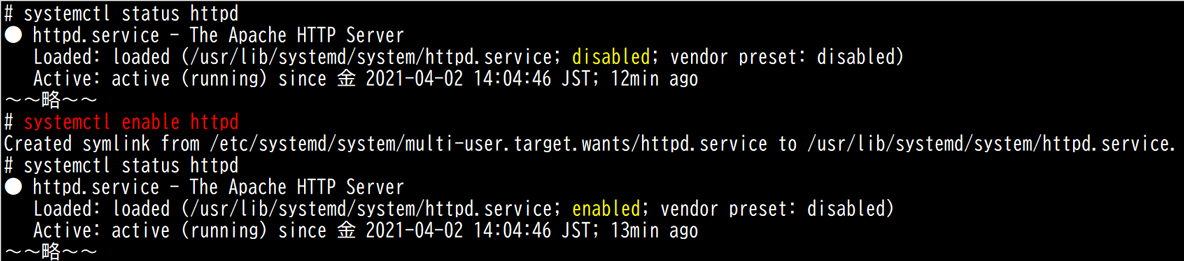 # systemctl status httpd
● httpd.service - The Apache HTTP Server
Loaded: loaded (/usr/lib/systemd/system/httpd.service; disabled; vendor preset: disabled)
Active: active (running) since 金 2021-04-02 14:04:46 JST; 12min ago
～～略～～
# systemctl enable httpd
Created symlink from /etc/systemd/system/multi-user.target.wants/httpd.service to /usr/lib/systemd/system/httpd.service.
# systemctl status httpd
● httpd.service - The Apache HTTP Server
Loaded: loaded (/usr/lib/systemd/system/httpd.service; enabled; vendor preset: disabled)
Active: active (running) since 金 2021-04-02 14:04:46 JST; 13min ago
～～略～～